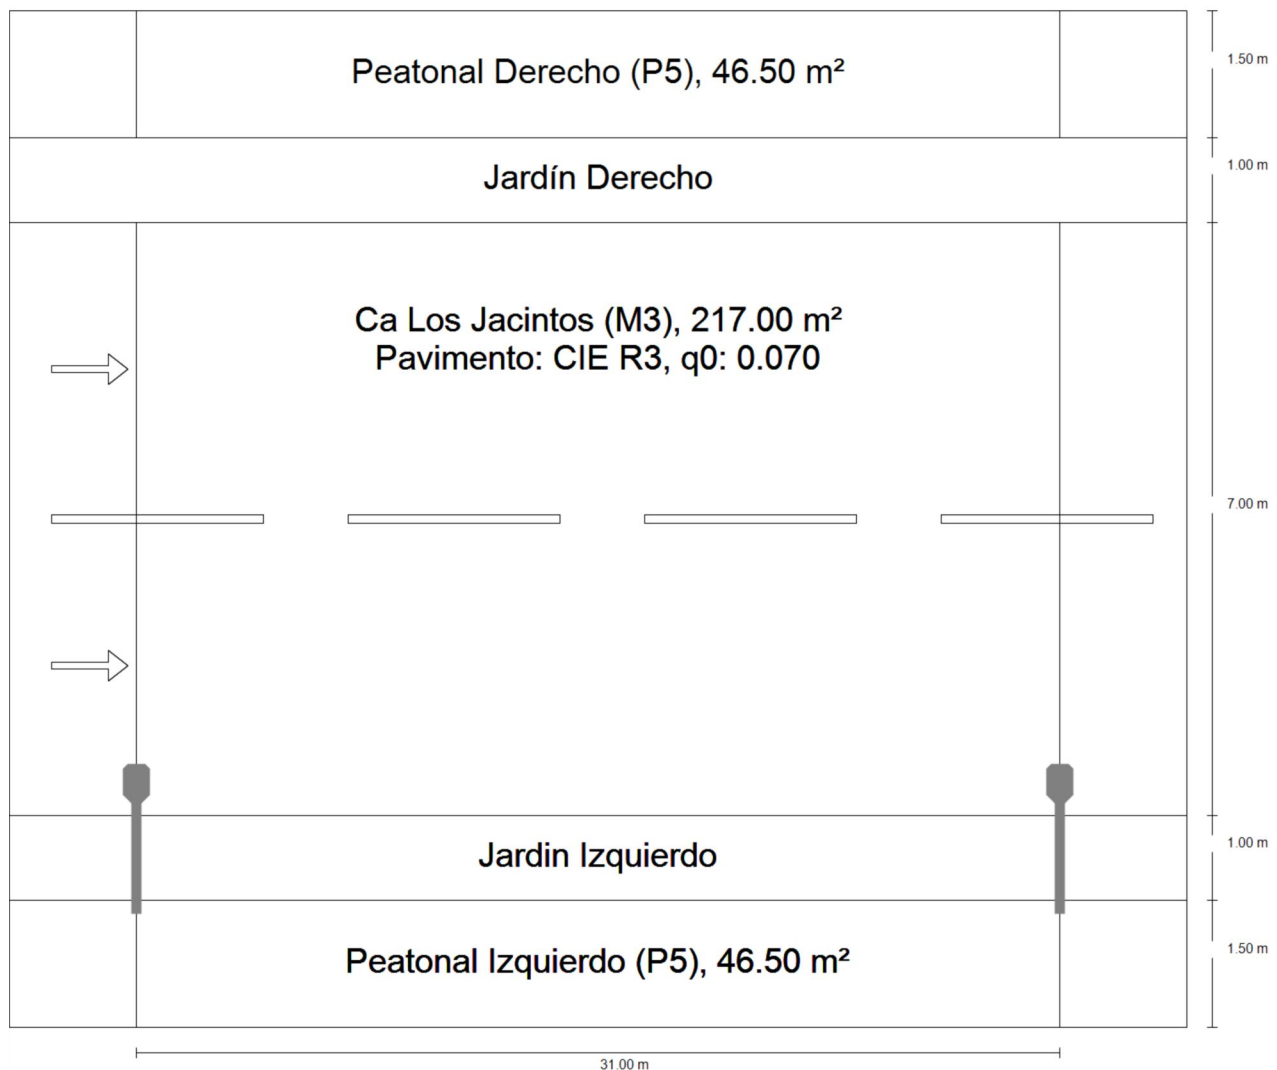 Peatonal Derecho (P5), 46.50 m²
1.50 m
Jardín Derecho
1.00 m
Ca Los Jacintos (M3), 217.00 m²
Pavimento: CIE R3, q0: 0.070
7.00 m
Jardin Izquierdo
1.00 m
Peatonal Izquierdo (P5), 46.50 m²
1.50 m
31.00 m